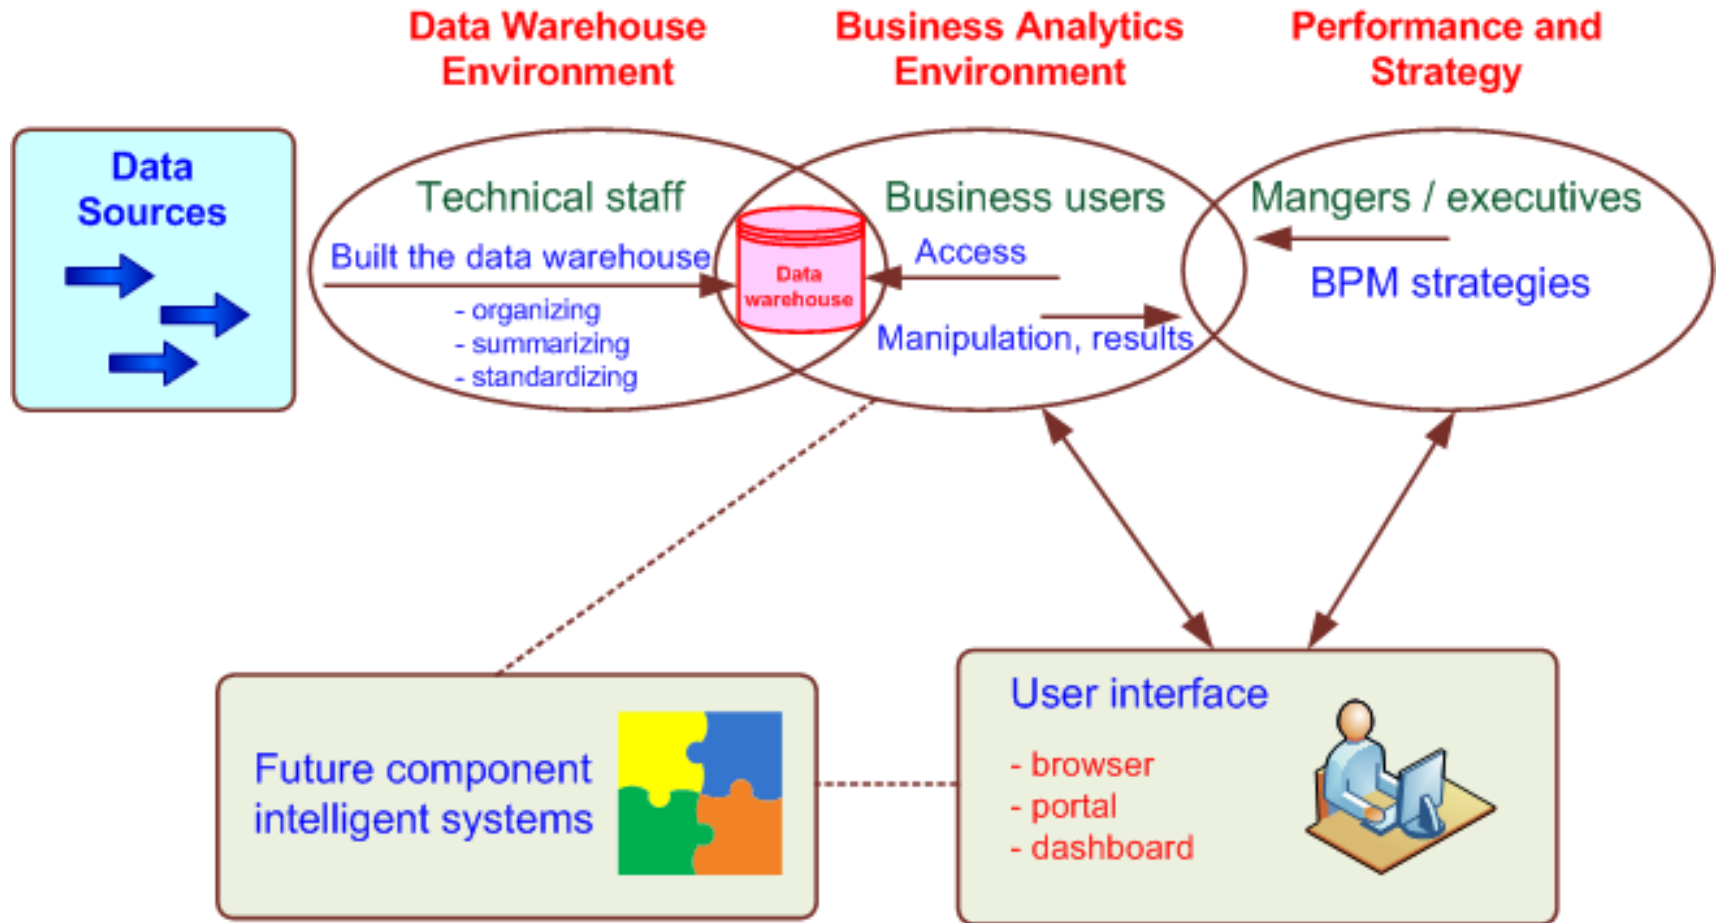 Data Warehouse
Environment
Business Analytics
Environment
Performance and
Strategy
Data
Sources
Technical staff
Built the data warehouse
- organizing
- summarizing
- standardizing
Data
warehouse
Business users
Access
Manipulation, results
Mangers / executives
BPM strategies
Future component
intelligent systems
User interface
- browser
- portal
- dashboard